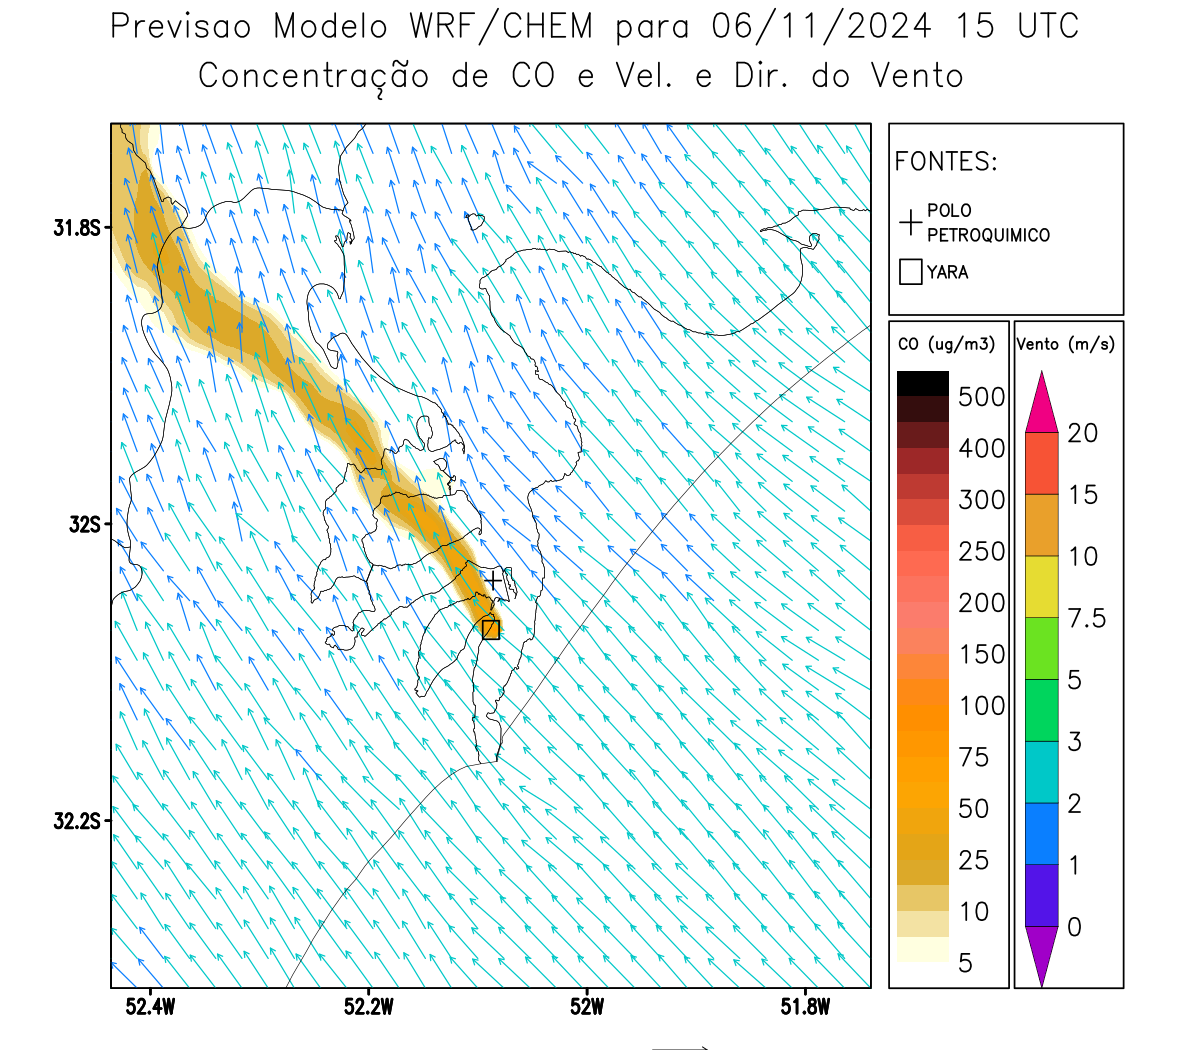 Previsao Modelo WRF/CHEM para 06/11/2024 15 UTC
Concentração de CO e Vel. e Dir. do Vento
FONTES:
POLO
PETROQUIMICO
YARA
CO (ug/m3)
500
400
300
250
200
150
100
75
50
25
10
5
Vento (m/s)
20
15
10
7.5
5
3
2
1
0
31.8S
32S
32.2S
52.4W
52.2W
52W
51.8W